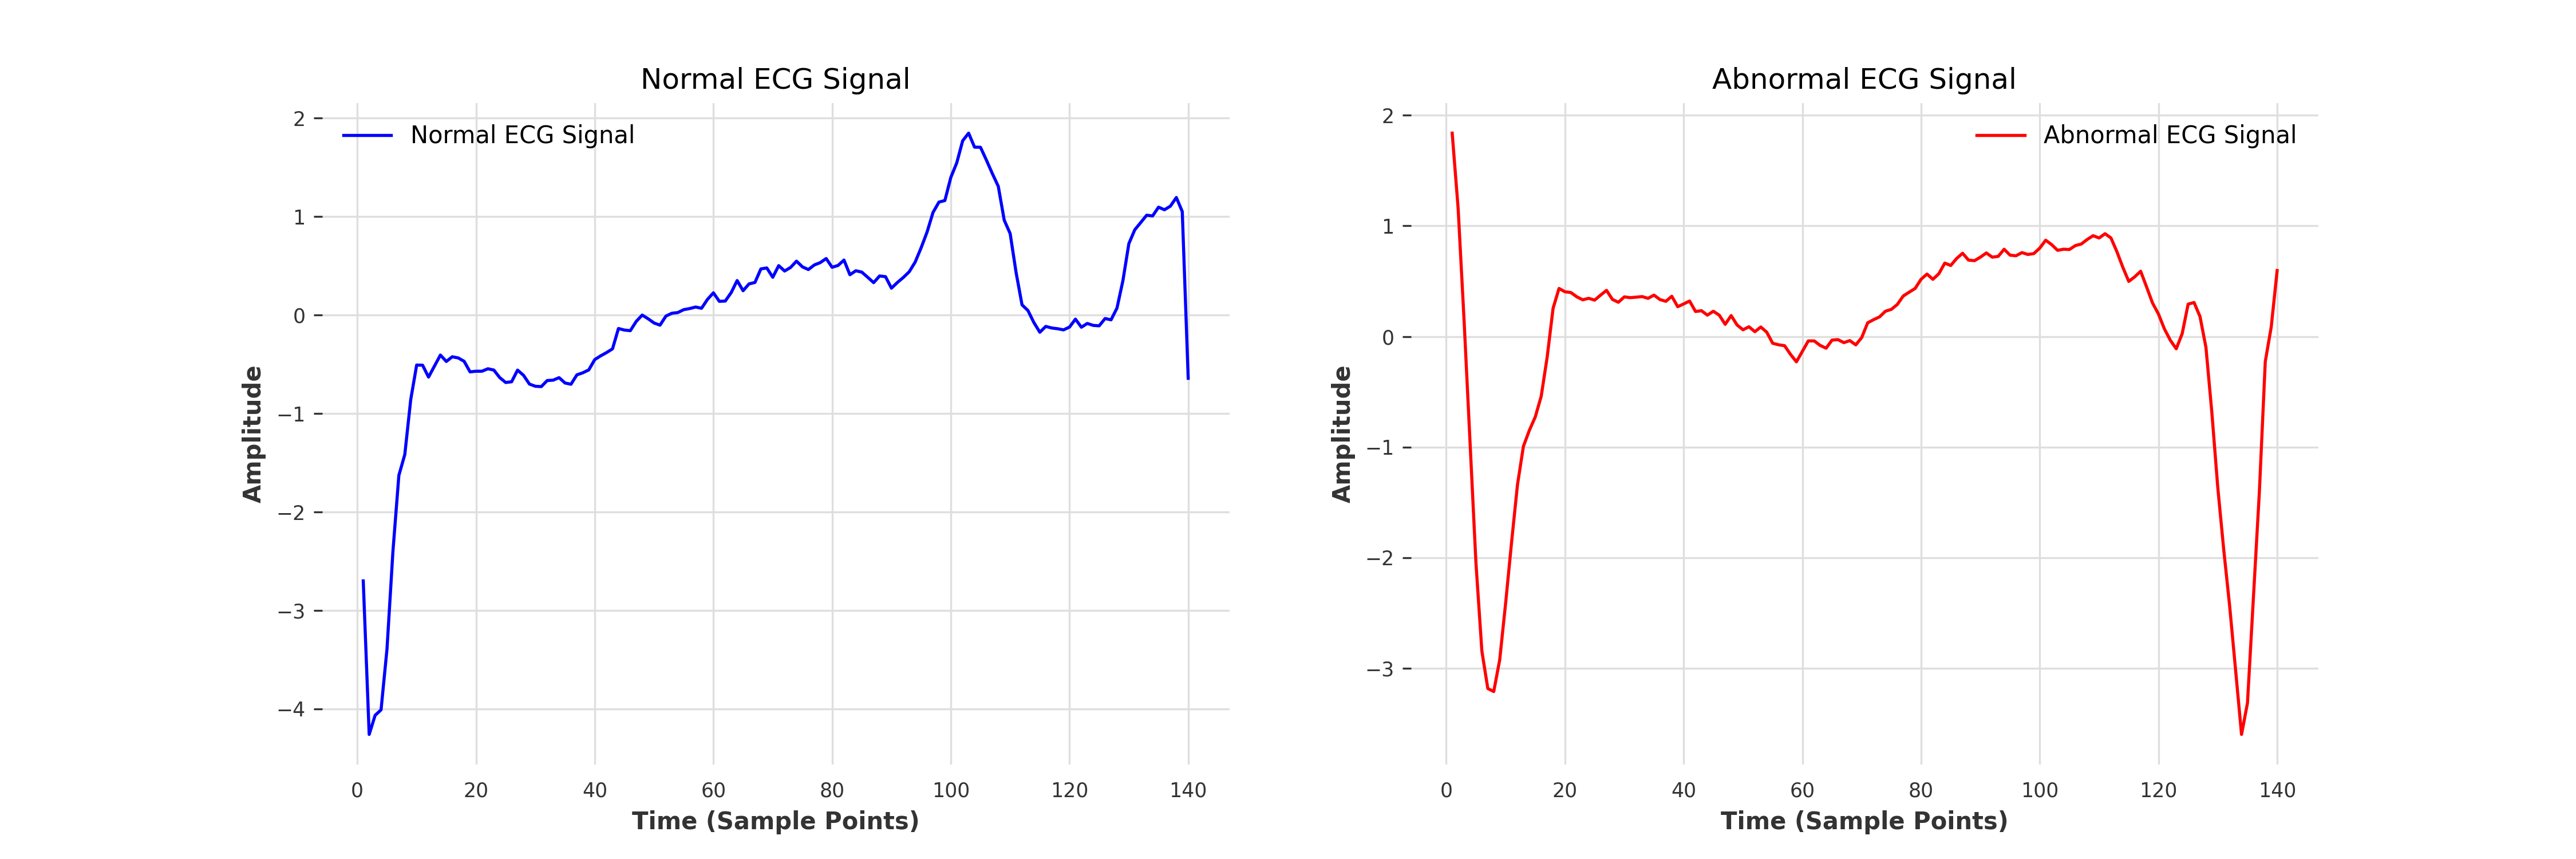 Normal ECG Signal
Normal ECG Signal
2
1
0
−1
−2
−3
−4
Amplitude
0 20 40 60 80 100 120 140
Time (Sample Points)
Abnormal ECG Signal
Abnormal ECG Signal
2
1
0
−1
−2
−3
Amplitude
0 20 40 60 80 100 120 140
Time (Sample Points)